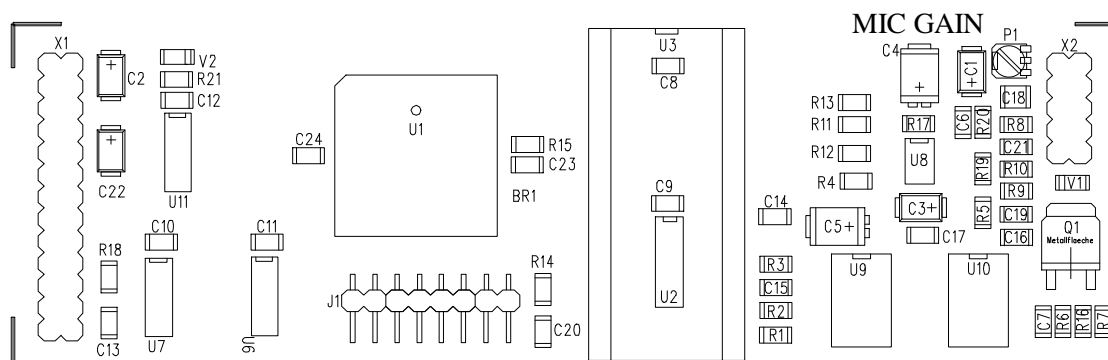 MIC GAIN
X1
V2
C2
R21
C12
U3
C8
C4
C1
P1
X2
C24
U1
R15
C23
BR1
R13
R11
R12
R4
R17
C6
R20
C18
R8
C21
R10
R9
C19
C16
U8
R19
R5
V1
C22
U11
C9
C14
C5
C3
C17
Q1
Metallflaeche
C10
C11
R18
C13
U7
U6
J1
R14
C20
U2
R3
C15
R2
R1
U9
U10
C7
R6
R16
R7